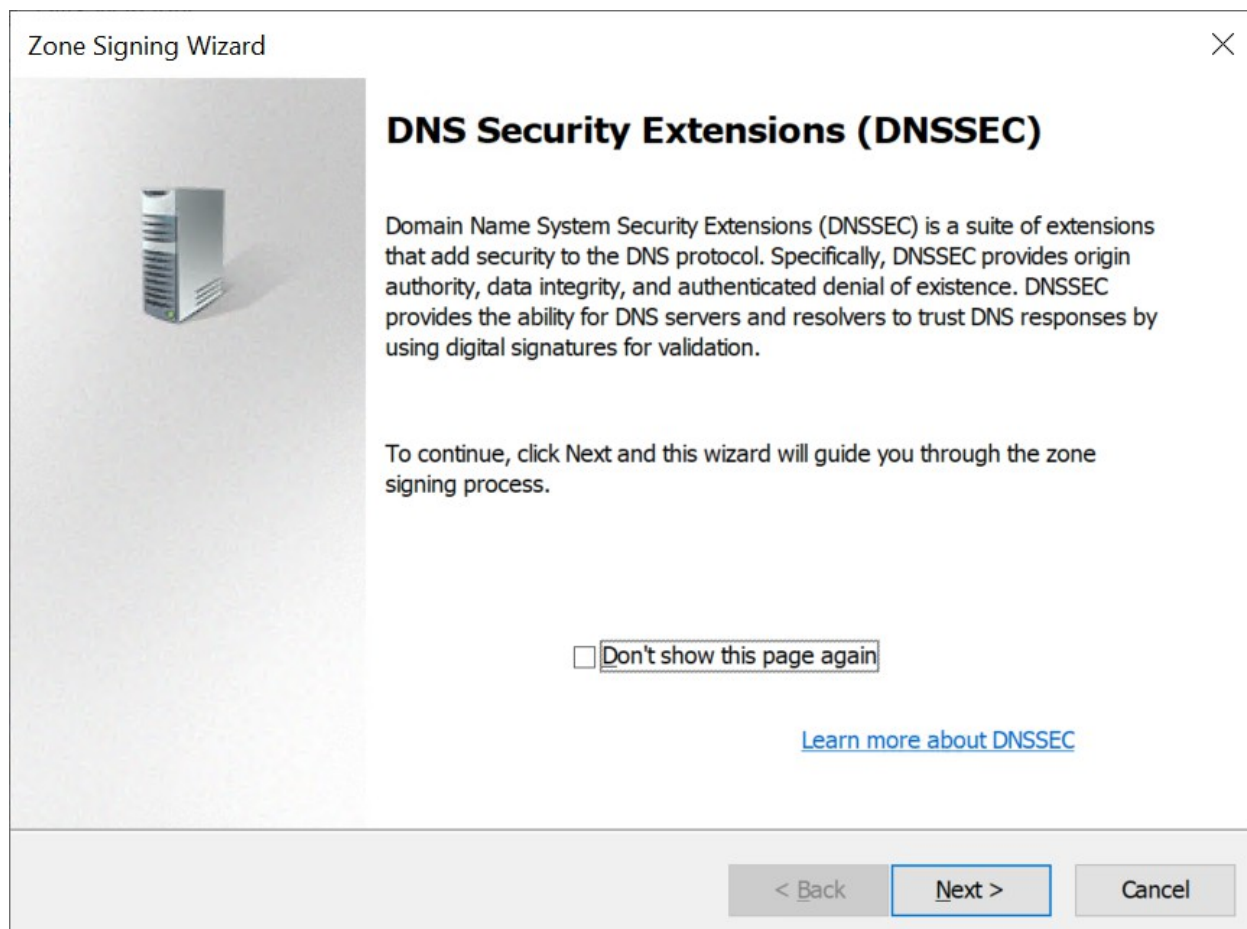 Zone Signing Wizard
DNS Security Extensions (DNSSEC)
Domain Name System Security Extensions (DNSSEC) is a suite of extensions
that add security to the DNS protocol. Specifically, DNSSEC provides origin
authority, data integrity, and authenticated denial of existence. DNSSEC
provides the ability for DNS servers and resolvers to trust DNS responses by
using digital signatures for validation.
To continue, click Next and this wizard will guide you through the zone
signing process.
Don't show this page again
Learn more about DNSSEC
< Back Next > Cancel